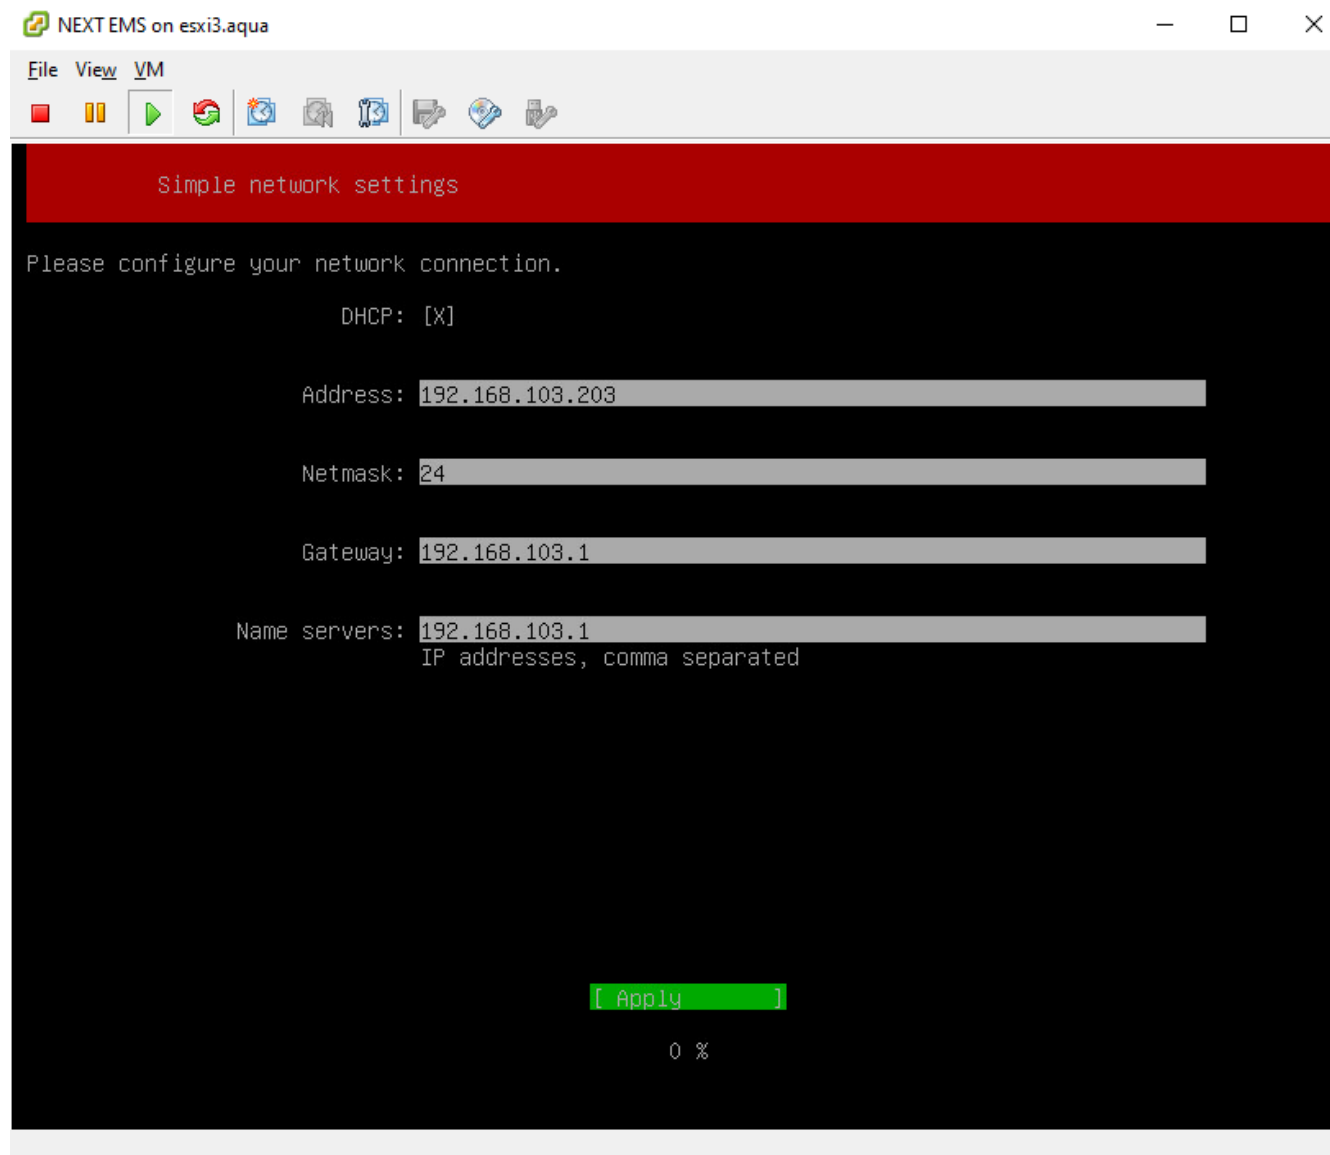 NEXT EMS on esxi3.aqua
File View VM
Simple network settings
Please configure your network connection.
DHCP: [X]
Address: 192.168.103.203
Netmask: 24
Gateway: 192.168.103.1
Name servers: 192.168.103.1
IP addresses, comma separated
[ Apply ]
0 %